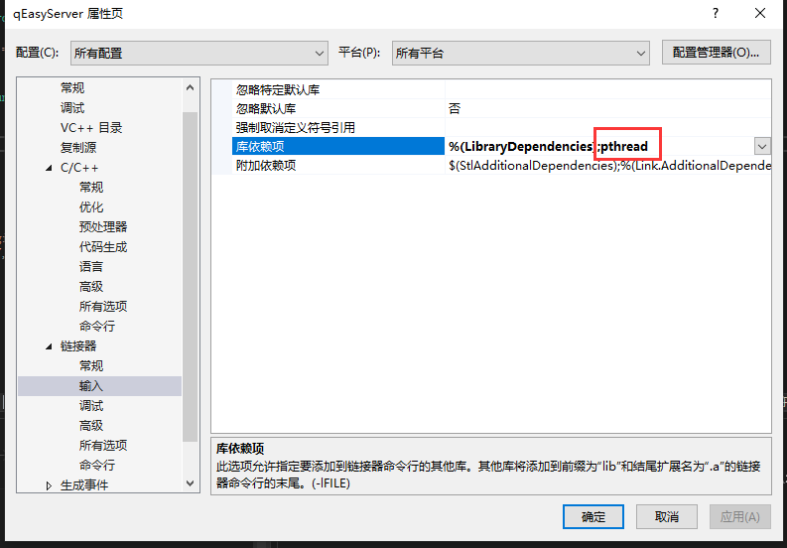 qEasyServer 属性页
配置(C): 所有配置 平台(P): 所有平台 配置管理器(O)...
常规
调试
VC++ 目录
复制源
C/C++
常规
优化
预处理器
代码生成
语言
高级
所有选项
命令行
链接器
常规
输入
调试
高级
所有选项
命令行
生成事件
忽略特定默认库
忽略默认库 否
强制取消定义符号引用
库依赖项 %(LibraryDependencies);pthread
附加依赖项 $(StlAdditionalDependencies);%(Link.AdditionalDepende
库依赖项
此选项允许指定要添加到链接器命令行的其他库。其他库将添加到前缀为“lib”和结尾扩展名为“.a”的链接
器命令行的末尾。(-lFILE)
确定 取消 应用(A)